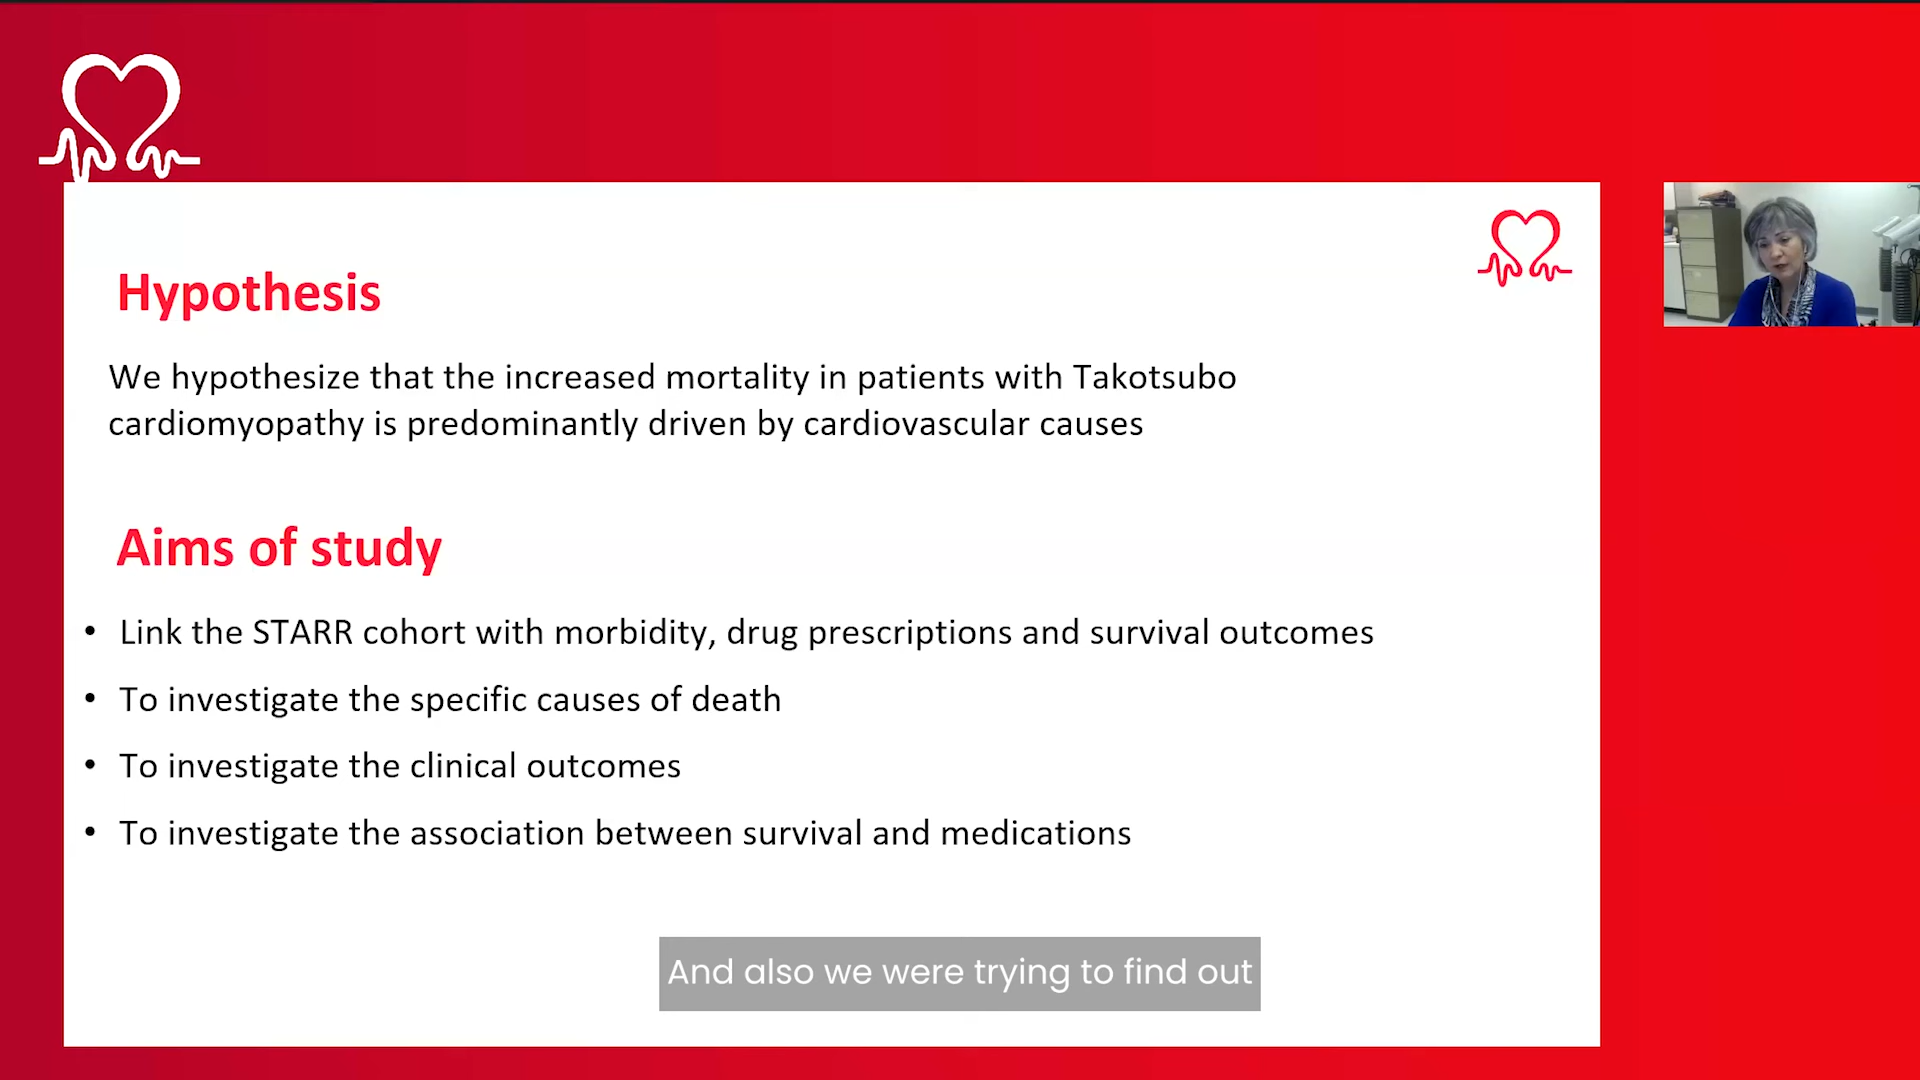 Hypothesis
We hypothesize that the increased mortality in patients with Takotsubo
cardiomyopathy is predominantly driven by cardiovascular causes
Aims of study
• Link the STARR cohort with morbidity, drug prescriptions and survival outcomes
• To investigate the specific causes of death
• To investigate the clinical outcomes
• To investigate the association between survival and medications
And also we were trying to find out